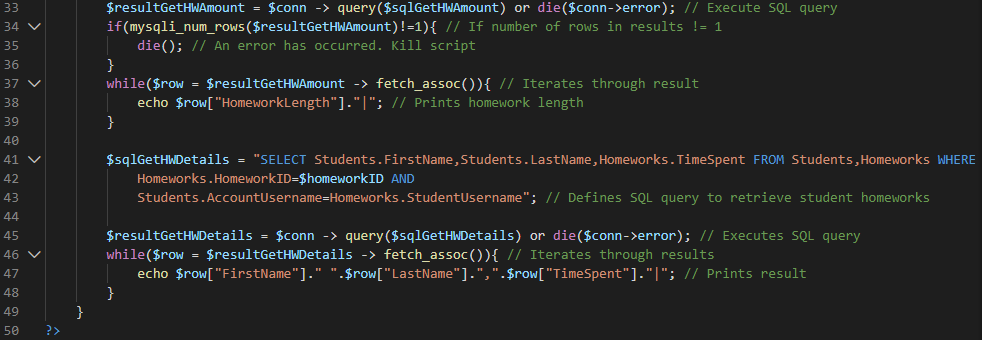 33 $resultGetHWAmount = $conn -> query($sqlGetHWAmount) or die($conn->error); // Execute SQL query
34 if(mysqli_num_rows($resultGetHWAmount)!=1){ // If number of rows in results != 1
35 die(); // An error has occurred. Kill script
36 }
37 while($row = $resultGetHWAmount -> fetch_assoc()){ // Iterates through result
38 echo $row["HomeworkLength"]."|"; // Prints homework length
39 }
40
41 $sqlGetHWDetails = "SELECT Students.FirstName,Students.LastName,Homeworks.TimeSpent FROM Students,Homeworks WHERE
42 Homeworks.HomeworkID=$homeworkID AND
43 Students.AccountUsername=Homeworks.StudentUsername"; // Defines SQL query to retrieve student homeworks
44
45 $resultGetHWDetails = $conn -> query($sqlGetHWDetails) or die($conn->error); // Executes SQL query
46 while($row = $resultGetHWDetails -> fetch_assoc()){ // Iterates through results
47 echo $row["FirstName"]." ".$row["LastName"].",".$row["TimeSpent"]."|"; // Prints result
48 }
49 }
50 ?>